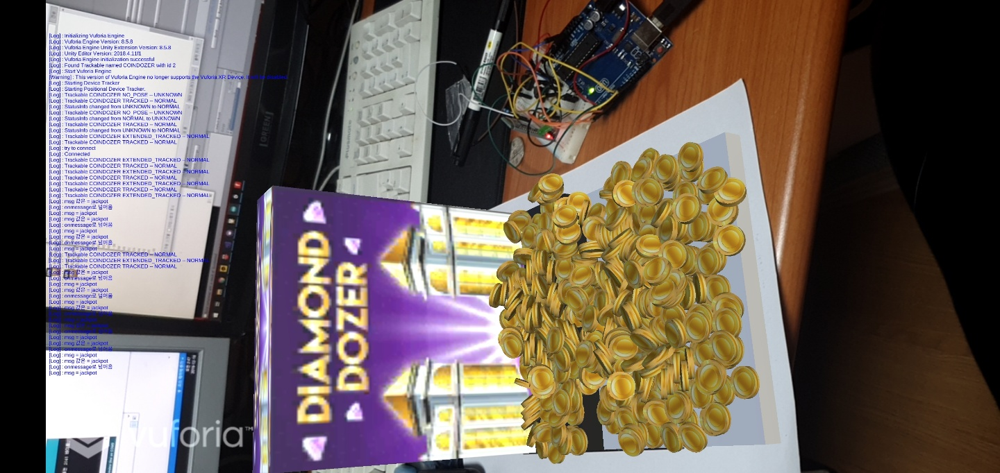 [Log] : Initializing Vuforia Engine
[Log] : Vuforia Engine Version: 8.5.8
[Log] : Vuforia Engine Unity Extension Version: 8.5.8
[Log] : Unity Editor Version: 2018.4.11f1
[Log] : Vuforia Engine initialization successful
[Log] : Found Trackable named COINDOZER with id 2
[Log] : Start Vuforia Engine
[Warning] : This version of Vuforia Engine no longer supports the Vuforia XR Device.
[Log] : Starting Device Tracker
[Log] : Starting Positional Device Tracker.
[Log] : Trackable COINDOZER NO_POSE -- UNKNOWN
[Log] : Trackable COINDOZER TRACKED -- NORMAL
[Log] : StatusInfo changed from UNKNOWN to NORMAL
[Log] : Trackable COINDOZER NO_POSE -- UNKNOWN
[Log] : StatusInfo changed from NORMAL to UNKNOWN
[Log] : Trackable COINDOZER TRACKED -- NORMAL
[Log] : StatusInfo changed from UNKNOWN to NORMAL
[Log] : Trackable COINDOZER EXTENDED_TRACKED -- NORMAL
[Log] : Trackable COINDOZER TRACKED -- NORMAL
[Log] : try to connect
[Log] : Connected
[Log] : Trackable COINDOZER EXTENDED_TRACKED -- NORMAL
[Log] : Trackable COINDOZER TRACKED -- NORMAL
[Log] : Trackable COINDOZER EXTENDED_TRACKED -- NORMAL
[Log] : Trackable COINDOZER TRACKED -- NORMAL
[Log] : Trackable COINDOZER EXTENDED_TRACKED -- NORMAL
[Log] : Trackable COINDOZER TRACKED -- NORMAL
[Log] : Trackable COINDOZER EXTENDED_TRACKED -- NORMAL
[Log] : msg 값은 = jackpot
[Log] : onmessage로 넘어옴
[Log] : msg = jackpot
[Log] : msg 값은 = jackpot
[Log] : onmessage로 넘어옴
[Log] : msg = jackpot
[Log] : msg 값은 = jackpot
[Log] : onmessage로 넘어옴
[Log] : msg = jackpot
[Log] : Trackable COINDOZER TRACKED -- NORMAL
[Log] : Trackable COINDOZER EXTENDED_TRACKED -- NORMAL
[Log] : Trackable COINDOZER TRACKED -- NORMAL
[Log] : msg 값은 = jackpot
[Log] : onmessage로 넘어옴
[Log] : msg = jackpot
[Log] : msg 값은 = jackpot
[Log] : onmessage로 넘어옴
[Log] : msg = jackpot
[Log] : msg 값은 = jackpot
[Log] : msg = jackpot
[Log] : msg 값은 = jackpot
[Log] : onmessage로 넘어옴
[Log] : msg = jackpot
[Log] : msg 값은 = jackpot
[Log] : onmessage로 넘어옴
[Log] : msg = jackpot
DIAMOND
DOZER
vuforia™